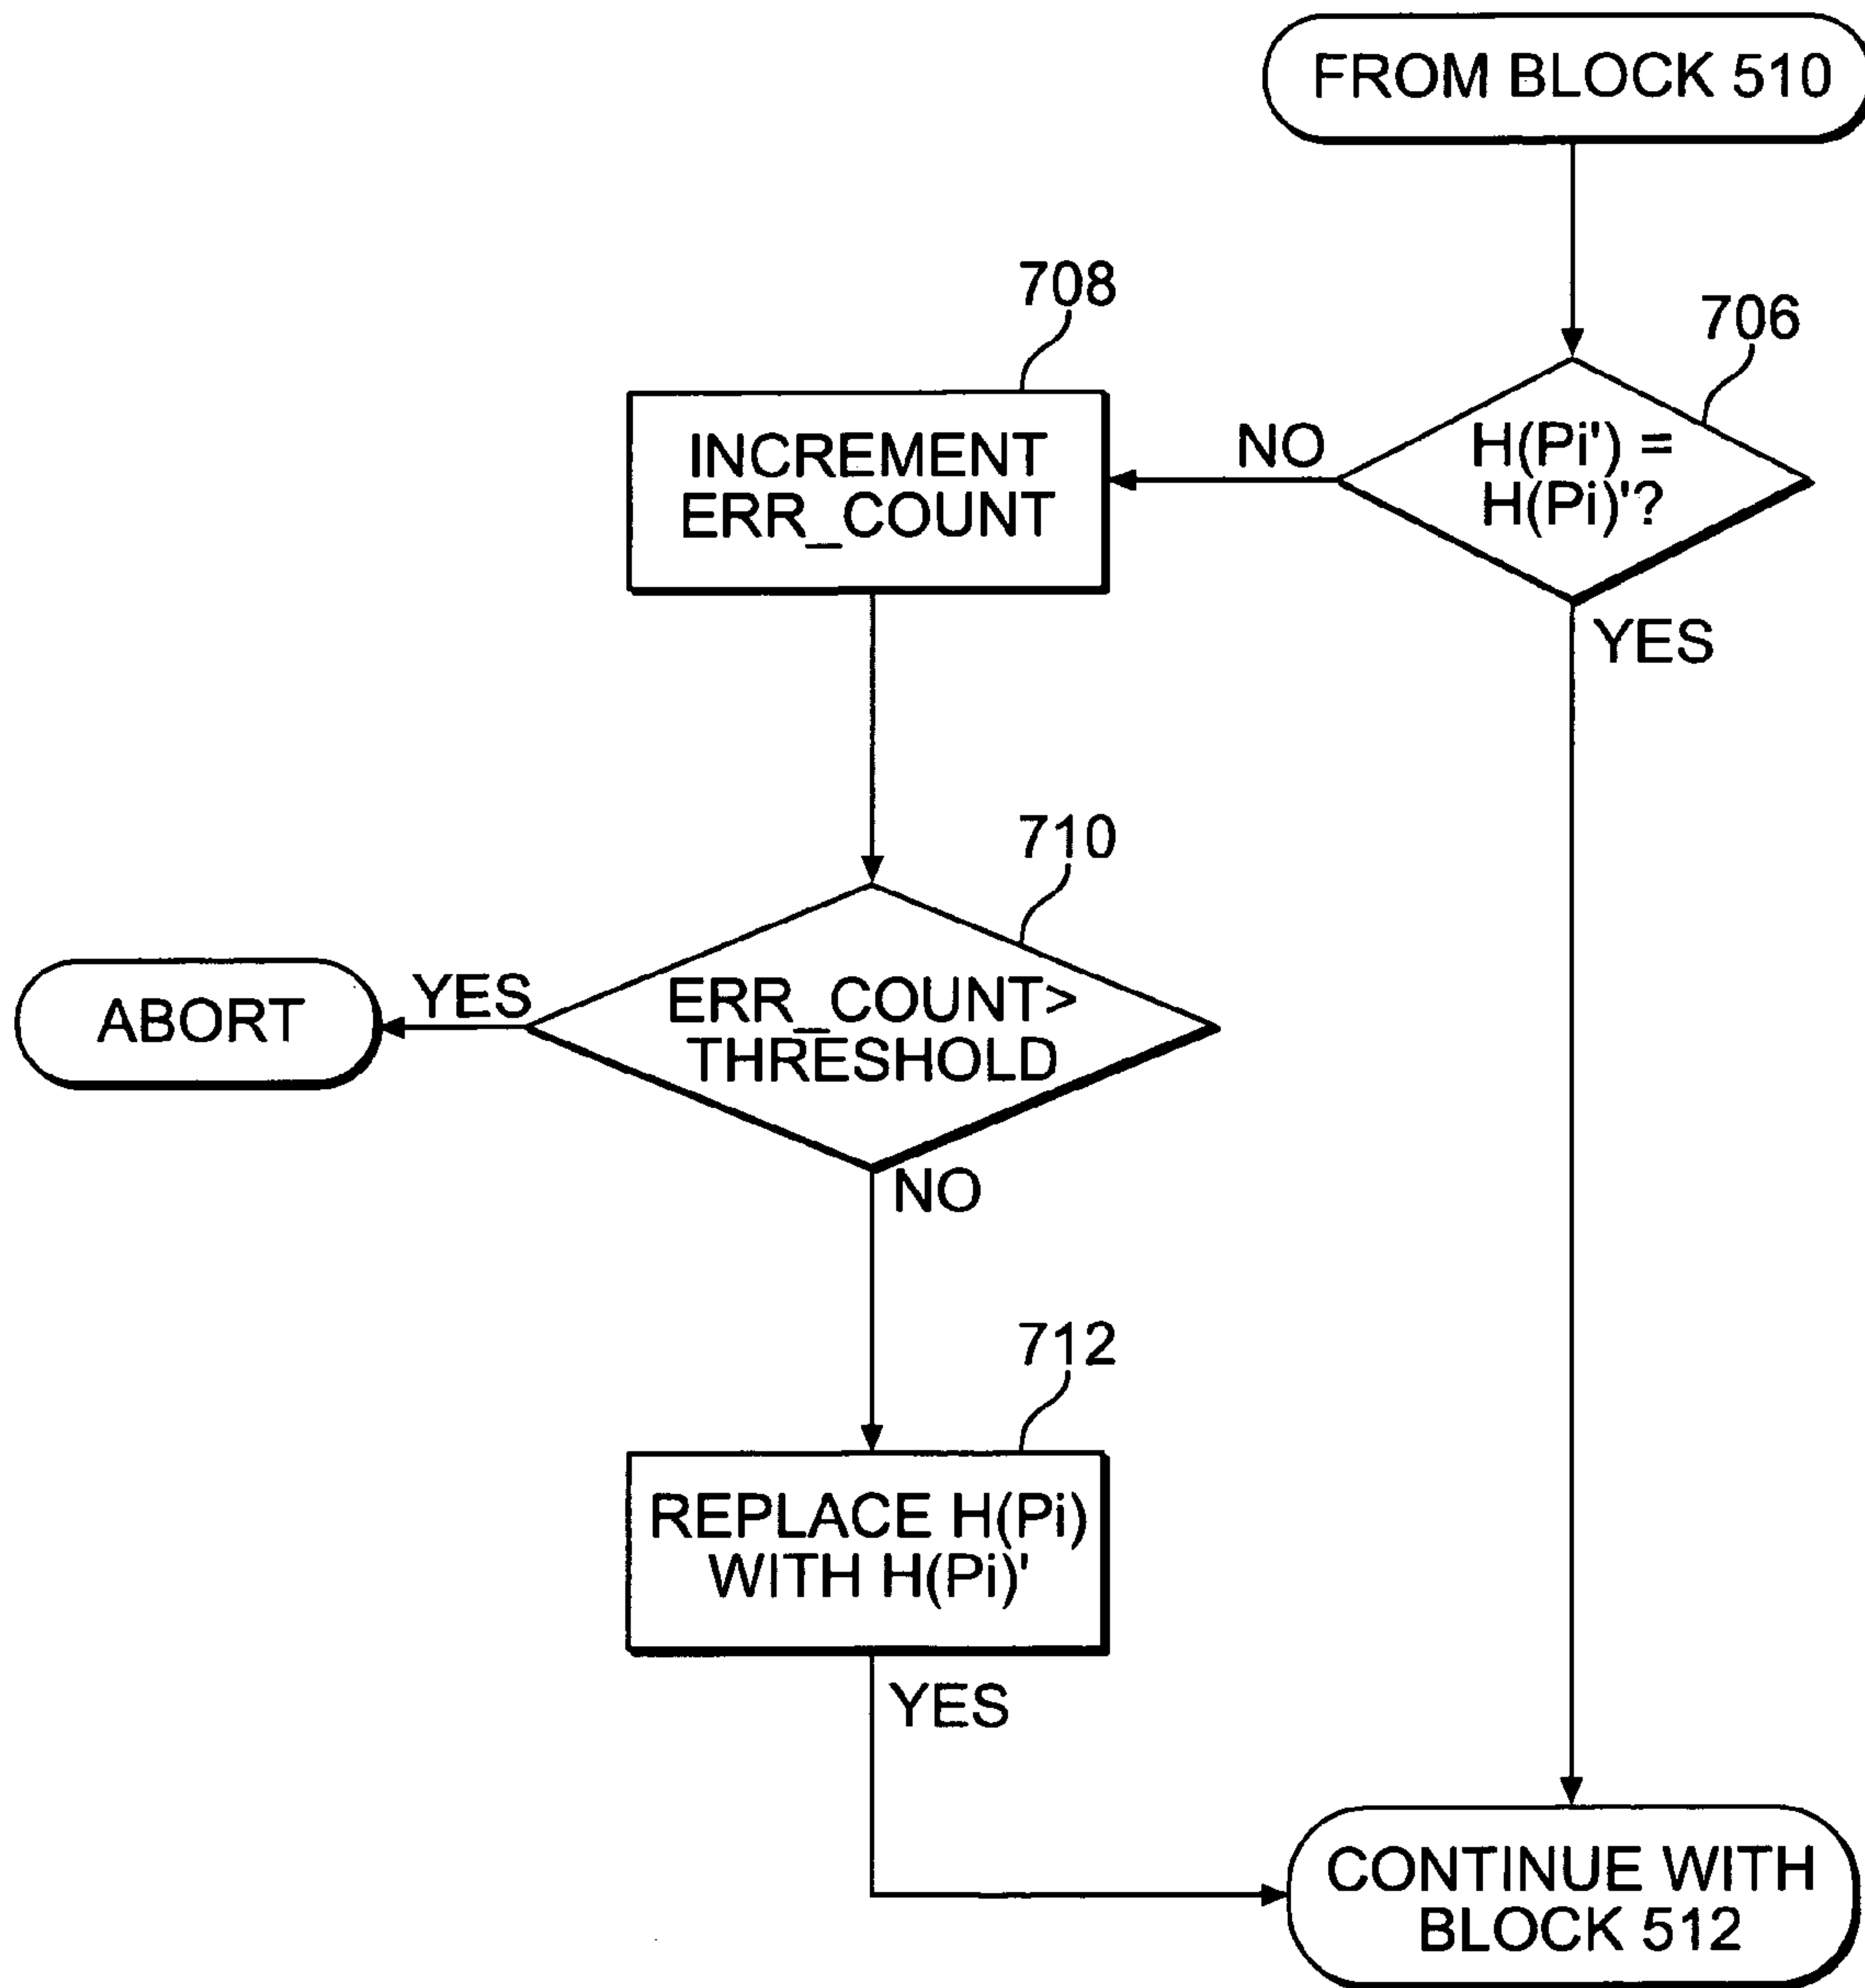 FROM BLOCK 510
708
706
INCREMENT
ERR_COUNT
NO
H(Pi') =
H(Pi)'?
YES
710
ABORT
YES
ERR_COUNT>
THRESHOLD
NO
712
REPLACE H(Pi)
WITH H(Pi)'
YES
CONTINUE WITH
BLOCK 512